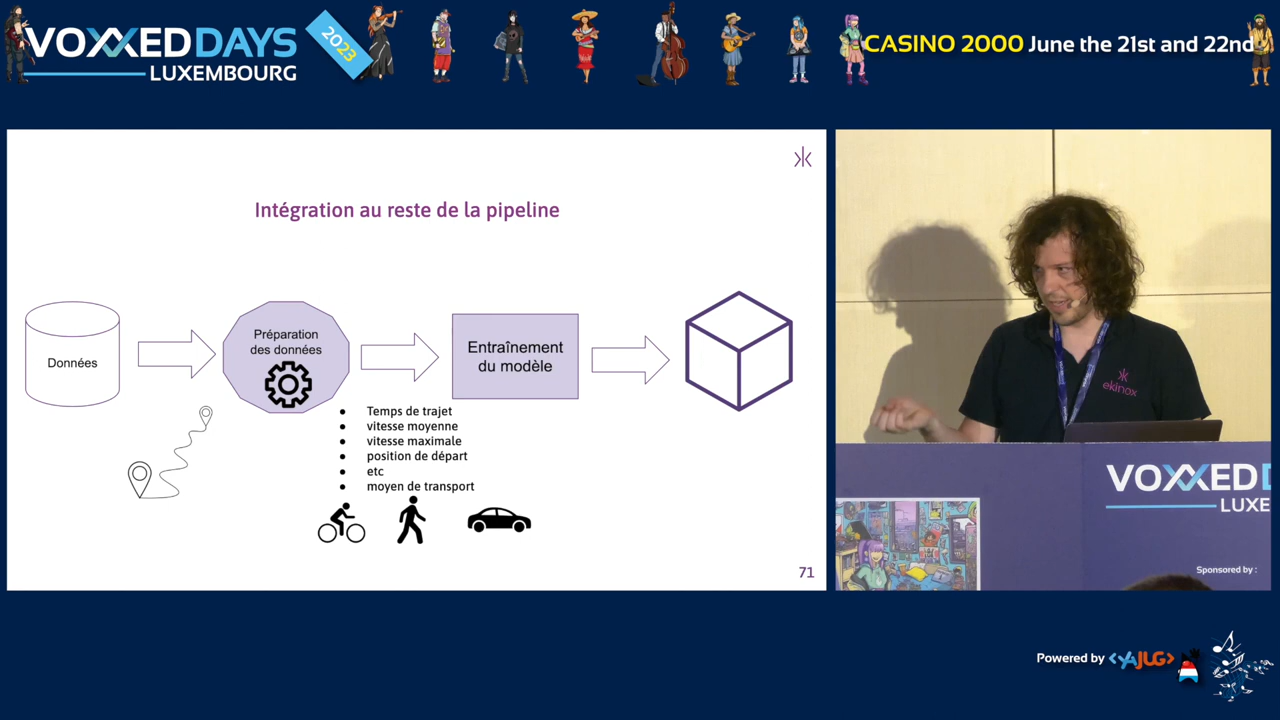 VOXXED DAYS
LUXEMBOURG
2023
CASINO 2000 June the 21st and 22nd
Intégration au reste de la pipeline
Données
Préparation
des données
Entraînement
du modèle
● Temps de trajet
● vitesse moyenne
● vitesse maximale
● position de départ
● etc
● moyen de transport
71
ekinox
VOXXED D
LUXE
Sponsored by :
Powered by <YAJUG>